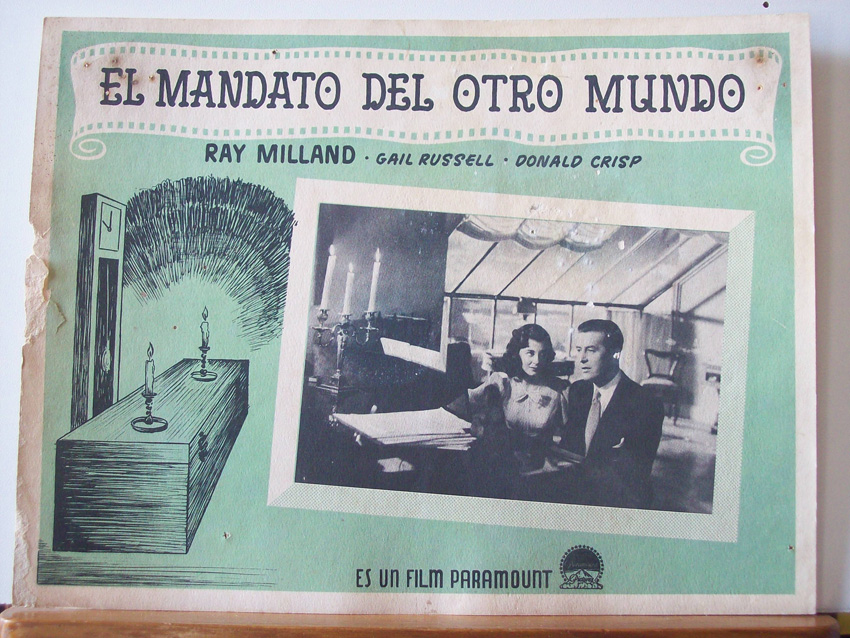 EL MANDATO DEL OTRO MUNDO
RAY MILLAND · GAIL RUSSELL · DONALD CRISP
ES UN FILM PARAMOUNT